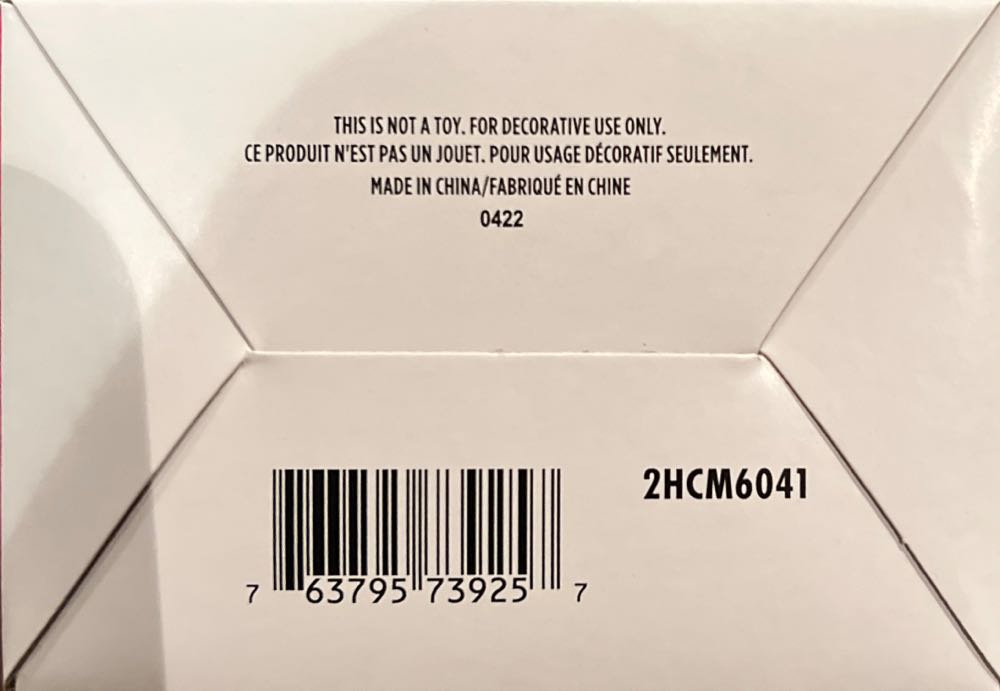 THIS IS NOT A TOY. FOR DECORATIVE USE ONLY.
CE PRODUIT N'EST PAS UN JOUET. POUR USAGE DÉCORATIF SEULEMENT.
MADE IN CHINA/FABRIQUÉ EN CHINE
0422
2HCM6041
7 63795 73925 7